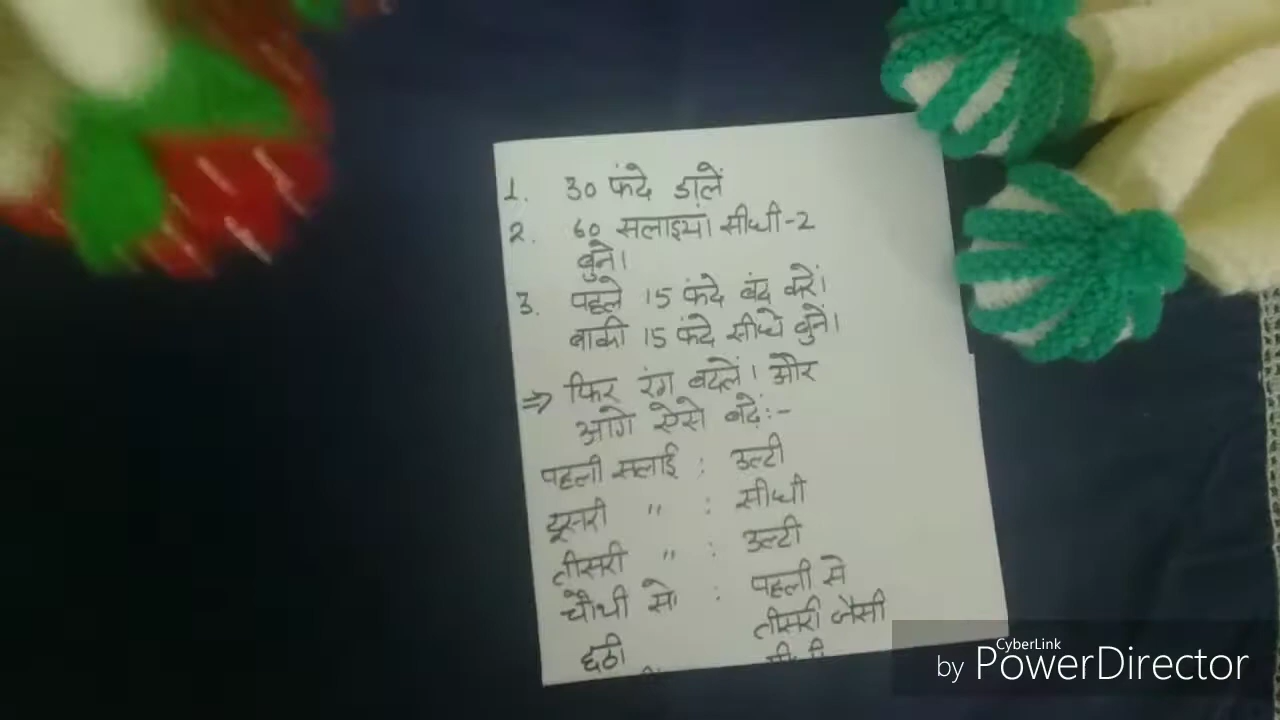 1. 30 फंदे डालें
2. 60 सलाइयां सीधी-2
बुनें।
3. पहले 15 फंदे बंद करें।
बाकी 15 फंदे सीधे बुनें।
⇒ फिर रंग बदलें। और
आगे ऐसे बढ़ें:-
पहली सलाई : उल्टी
दूसरी " : सीधी
तीसरी " : उल्टी
चौथी से : पहली से
छठी तीसरी जैसी
CyberLink
by PowerDirector